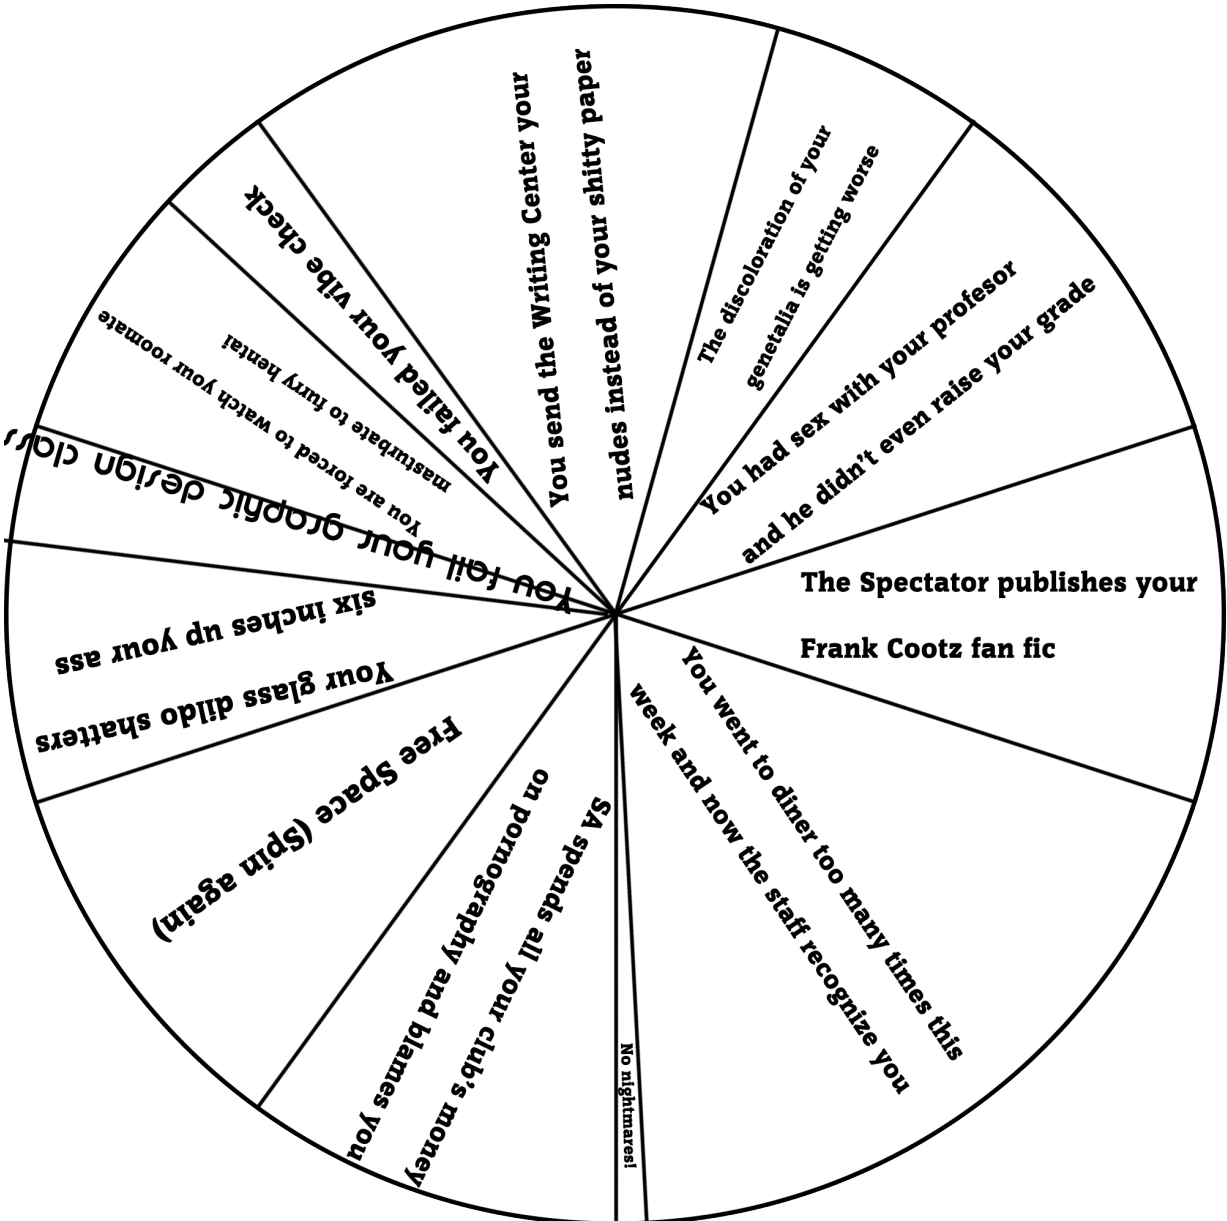 You send the Writing Center your
nudes instead of your shitty paper
The discoloration of your
genetalia is getting worse
You had sex with your profesor
and he didn't even raise your grade
The Spectator publishes your
Frank Cootz fan fic
You went to diner too many times this
week and now the staff recognize you
No nightmares!
SA spends all your club's money
on pornography and blames you
Free Space (Spin again)
Your glass dildo shatters
six inches up your ass
You fail your graphic design class
You are forced to watch your roomate
masturbate to furry hentai
You failed your vibe check